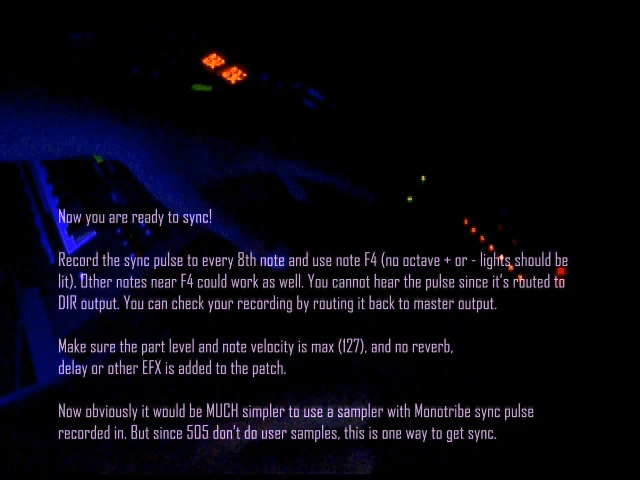 Now you are ready to sync!
Record the sync pulse to every 8th note and use note F4 (no octave + or - lights should be
lit). Other notes near F4 could work as well. You cannot hear the pulse since it's routed to
DIR output. You can check your recording by routing it back to master output.
Make sure the part level and note velocity is max (127), and no reverb,
delay or other EFX is added to the patch.
Now obviously it would be MUCH simpler to use a sampler with Monotribe sync pulse
recorded in. But since 505 don't do user samples, this is one way to get sync.